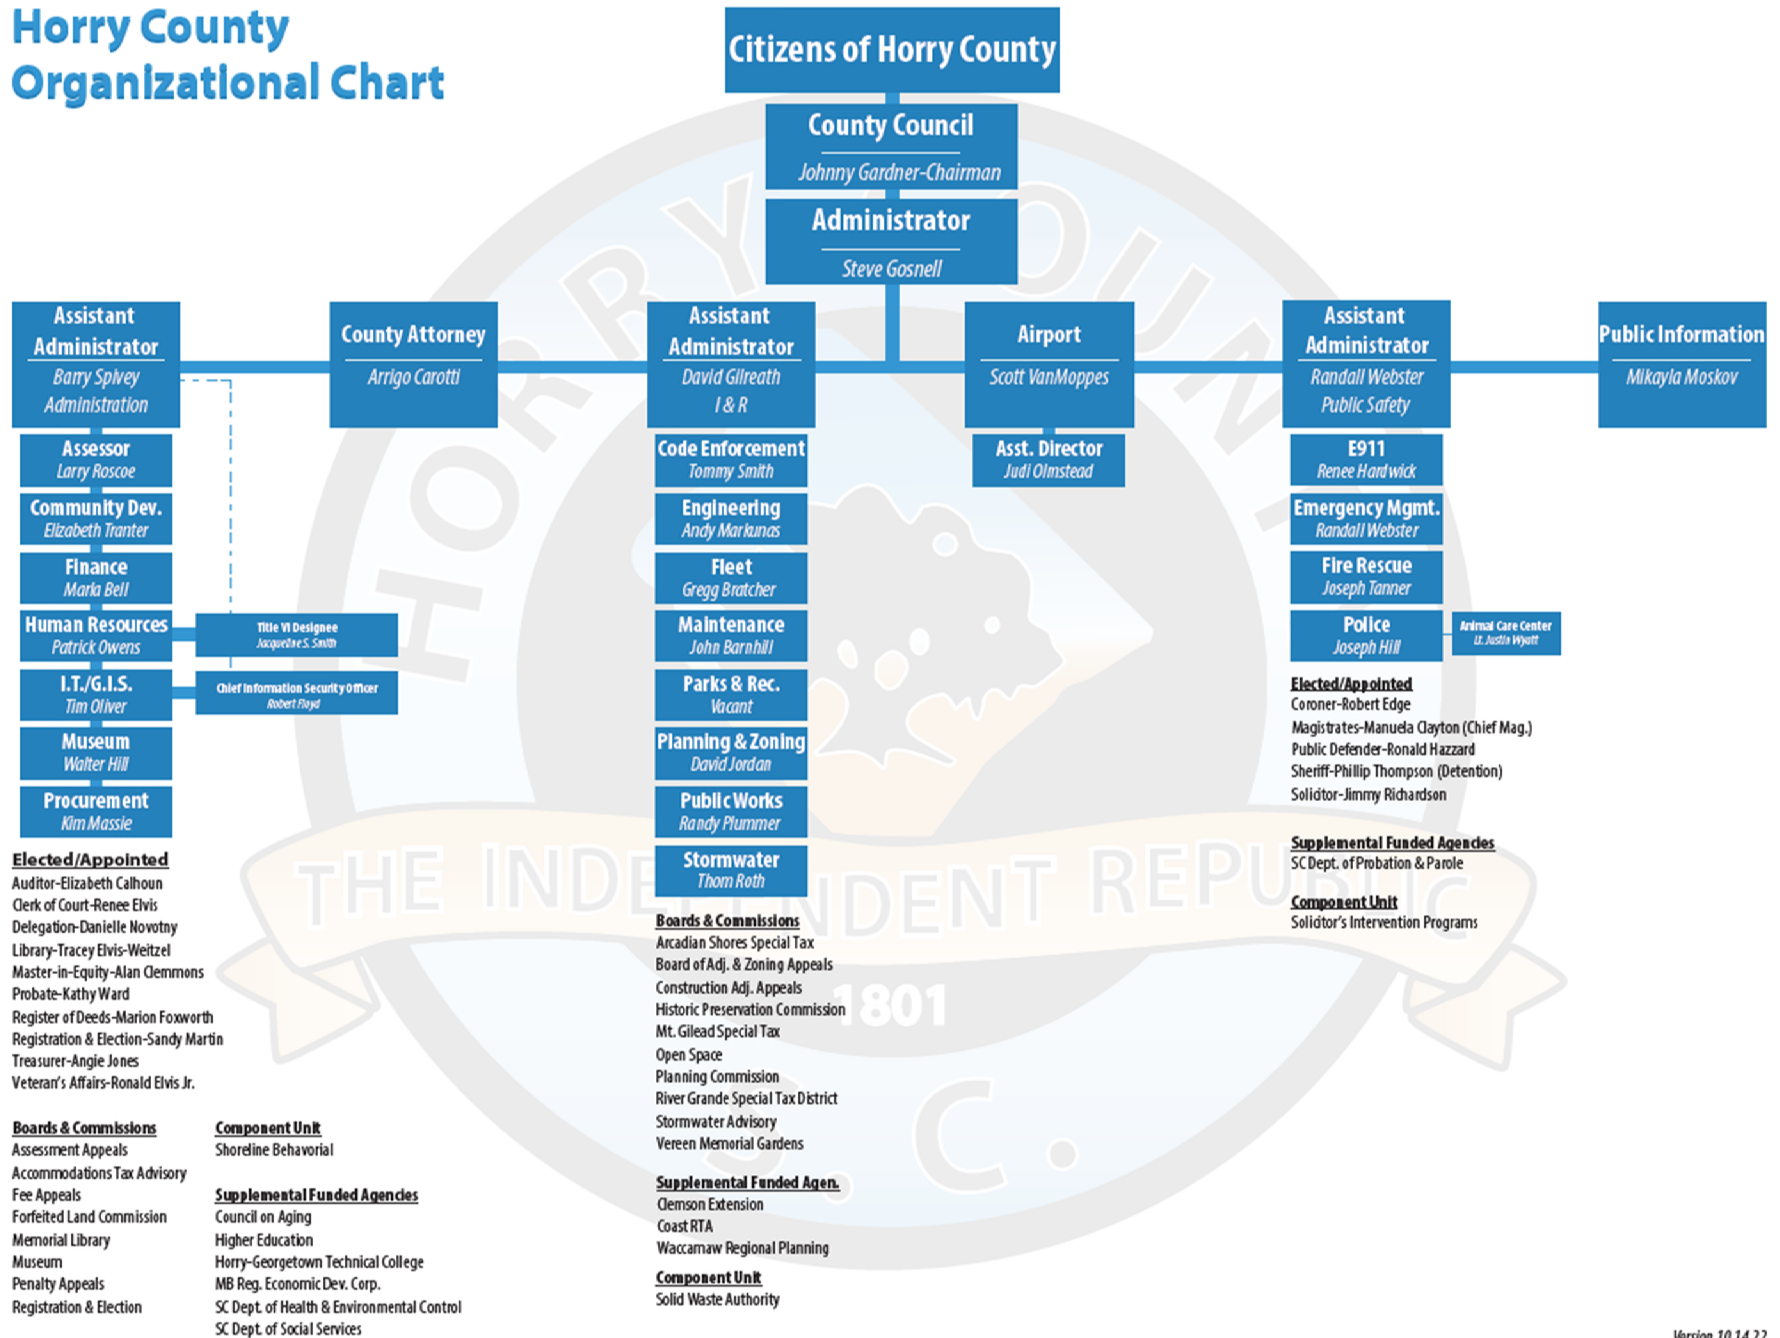 Horry County
Organizational Chart
Citizens of Horry County
County Council
Johnny Gardner-Chairman
Administrator
Steve Gosnell
Assistant
Administrator
Barry Spivey
Administration
County Attorney
Arrigo Carotti
Assistant
Administrator
David Gilreath
I & R
Airport
Scott VanMoppes
Assistant
Administrator
Randall Webster
Public Safety
Public Information
Mikayla Moskov
Assessor
Larry Roscoe
Community Dev.
Elizabeth Tranter
Finance
Maria Bell
Human Resources
Patrick Owens
Title VI Designee
Jacqueline S. Smith
I.T./G.I.S.
Tim Oliver
Chief Information Security Officer
Robert Floyd
Museum
Walter Hill
Procurement
Kim Massie
Elected/Appointed
Auditor-Elizabeth Calhoun
Clerk of Court-Renee Elvis
Delegation-Danielle Novotny
Library-Tracey Elvis-Weitzel
Master-in-Equity-Alan Clemmons
Probate-Kathy Ward
Register of Deeds-Marion Foxworth
Registration & Election-Sandy Martin
Treasurer-Angie Jones
Veteran's Affairs-Ronald Elvis Jr.
Boards & Commissions
Assessment Appeals
Accommodations Tax Advisory
Fee Appeals
Forfeited Land Commission
Memorial Library
Museum
Penalty Appeals
Registration & Election
Component Unit
Shoreline Behavorial
Supplemental Funded Agencies
Council on Aging
Higher Education
Horry-Georgetown Technical College
MB Reg. Economic Dev. Corp.
SC Dept. of Health & Environmental Control
SC Dept. of Social Services
Code Enforcement
Tommy Smith
Engineering
Andy Markunas
Fleet
Gregg Bratcher
Maintenance
John Barnhill
Parks & Rec.
Vacant
Planning & Zoning
David Jordan
Public Works
Randy Plummer
Stormwater
Thom Roth
Boards & Commissions
Arcadian Shores Special Tax
Board of Adj. & Zoning Appeals
Construction Adj. Appeals
Historic Preservation Commission
Mt. Gilead Special Tax
Open Space
Planning Commission
River Grande Special Tax District
Stormwater Advisory
Vereen Memorial Gardens
Supplemental Funded Agen.
Clemson Extension
Coast RTA
Waccamaw Regional Planning
Component Unit
Solid Waste Authority
Asst. Director
Judi Olmstead
E911
Renee Hardwick
Emergency Mgmt.
Randall Webster
Fire Rescue
Joseph Tanner
Police
Joseph Hill
Animal Care Center
Lt. Justin Wyatt
Elected/Appointed
Coroner-Robert Edge
Magistrates-Manuela Clayton (Chief Mag.)
Public Defender-Ronald Hazzard
Sheriff-Phillip Thompson (Detention)
Solicitor-Jimmy Richardson
Supplemental Funded Agencies
SC Dept. of Probation & Parole
Component Unit
Solicitor's Intervention Programs
HORRY COUNTY
THE INDEPENDENT REPUBLIC
1801
S. C.
Version 10.14.22